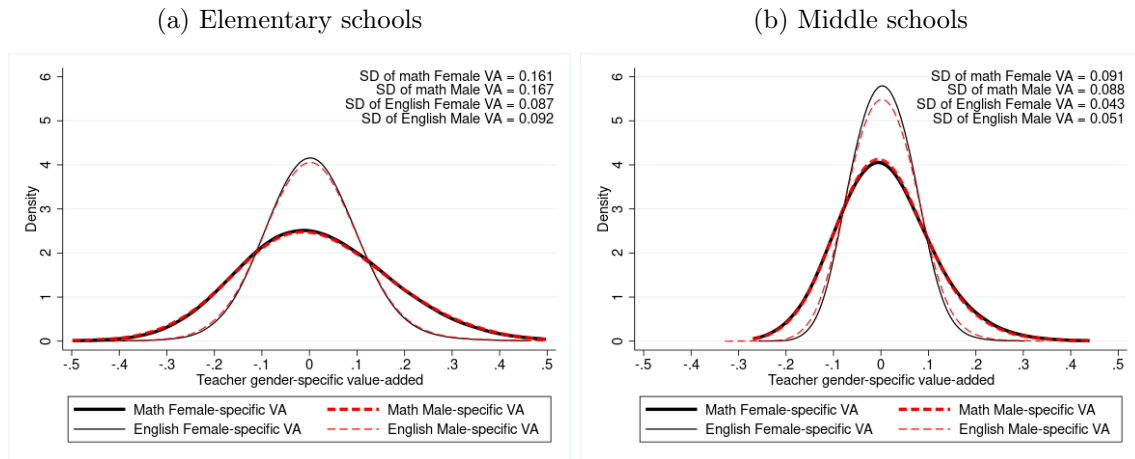 (a) Elementary schools
SD of math Female VA = 0.161
SD of math Male VA = 0.167
SD of English Female VA = 0.087
SD of English Male VA = 0.092
6
5
4
3
2
1
0
Density
-.5 -.4 -.3 -.2 -.1 0 .1 .2 .3 .4 .5
Teacher gender-specific value-added
Math Female-specific VA Math Male-specific VA
English Female-specific VA English Male-specific VA
(b) Middle schools
SD of math Female VA = 0.091
SD of math Male VA = 0.088
SD of English Female VA = 0.043
SD of English Male VA = 0.051
6
5
4
3
2
1
0
Density
-.5 -.4 -.3 -.2 -.1 0 .1 .2 .3 .4 .5
Teacher gender-specific value-added
Math Female-specific VA Math Male-specific VA
English Female-specific VA English Male-specific VA